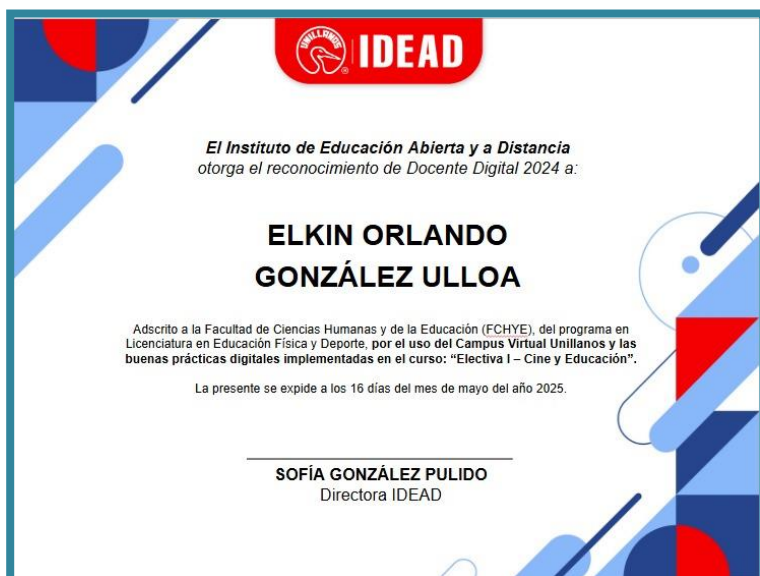 UNILLANOS
IDEAD
El Instituto de Educación Abierta y a Distancia
otorga el reconocimiento de Docente Digital 2024 a:
ELKIN ORLANDO
GONZÁLEZ ULLOA
Adscrito a la Facultad de Ciencias Humanas y de la Educación (FCHYE), del programa en
Licenciatura en Educación Física y Deporte, por el uso del Campus Virtual Unillanos y las
buenas prácticas digitales implementadas en el curso: “Electiva I – Cine y Educación”.
La presente se expide a los 16 días del mes de mayo del año 2025.
SOFÍA GONZÁLEZ PULIDO
Directora IDEAD